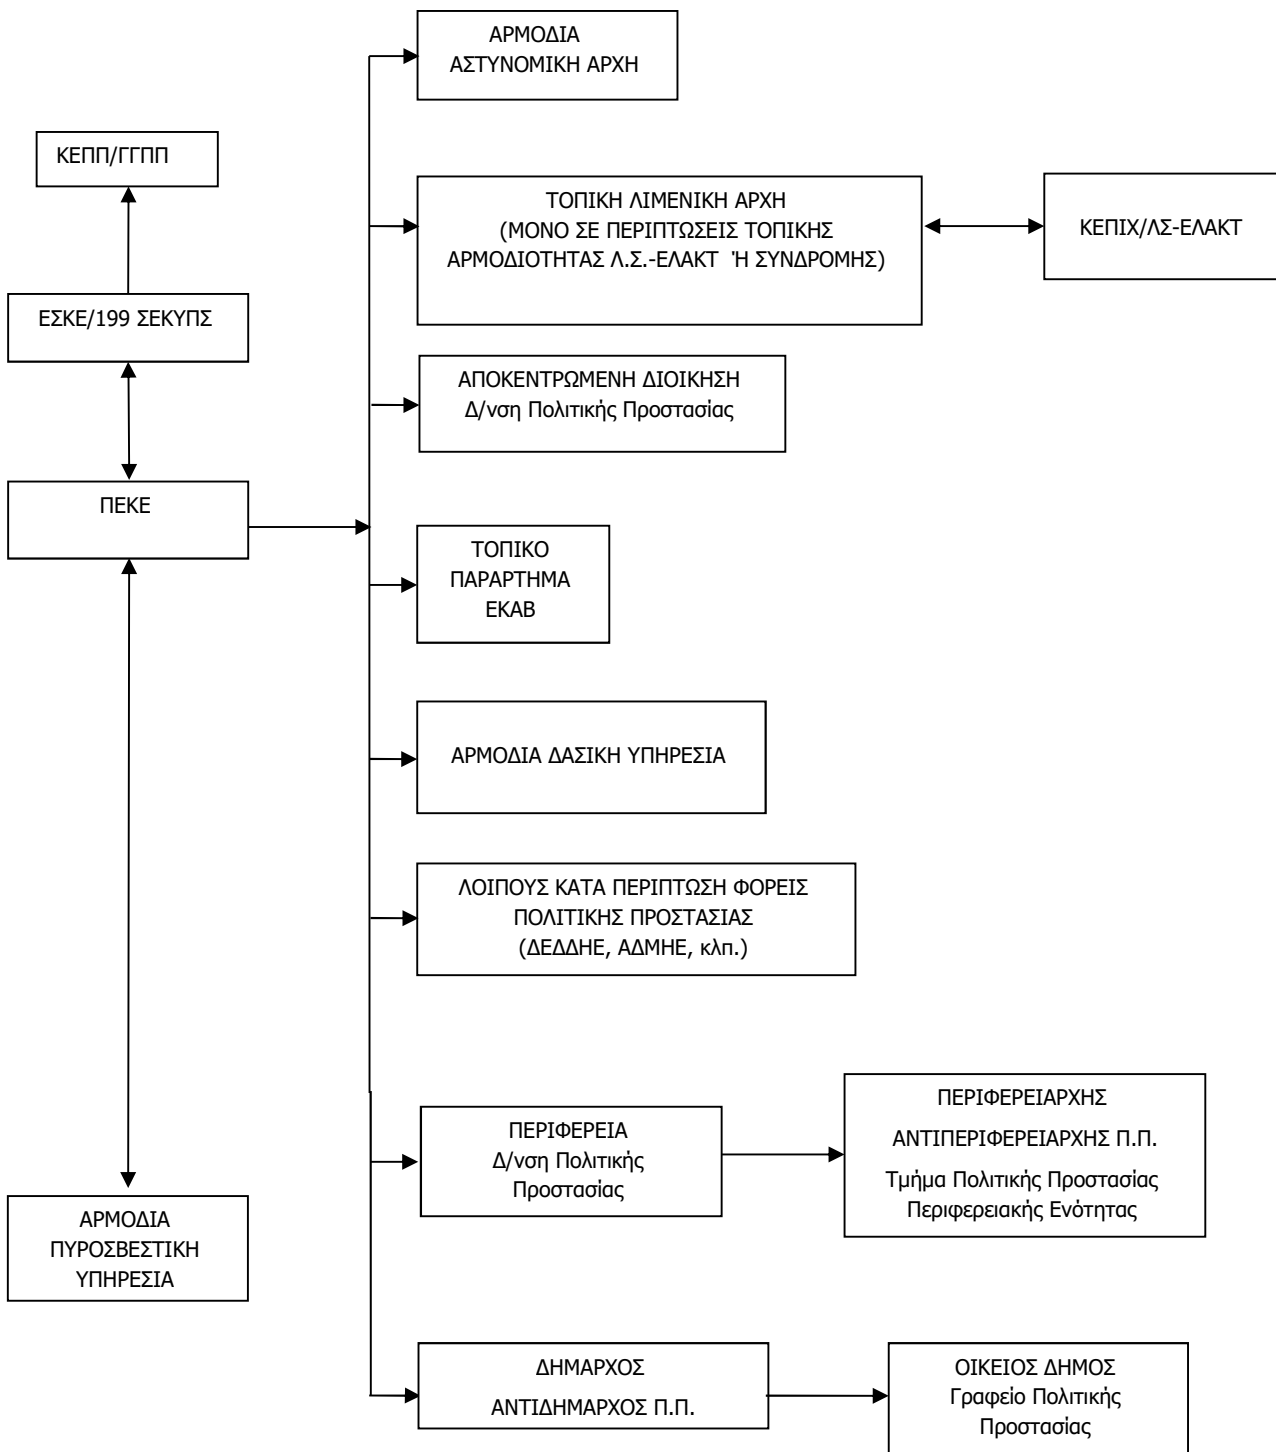 ΑΡΜΟΔΙΑ
ΑΣΤΥΝΟΜΙΚΗ ΑΡΧΗ
ΚΕΠΠ/ΓΓΠΠ
ΤΟΠΙΚΗ ΛΙΜΕΝΙΚΗ ΑΡΧΗ
(ΜΟΝΟ ΣΕ ΠΕΡΙΠΤΩΣΕΙΣ ΤΟΠΙΚΗΣ
ΑΡΜΟΔΙΟΤΗΤΑΣ Λ.Σ.-ΕΛΑΚΤ Ή ΣΥΝΔΡΟΜΗΣ)
ΚΕΠΙΧ/ΛΣ-ΕΛΑΚΤ
ΕΣΚΕ/199 ΣΕΚΥΠΣ
ΑΠΟΚΕΝΤΡΩΜΕΝΗ ΔΙΟΙΚΗΣΗ
Δ/νση Πολιτικής Προστασίας
ΠΕΚΕ
ΤΟΠΙΚΟ
ΠΑΡΑΡΤΗΜΑ
ΕΚΑΒ
ΑΡΜΟΔΙΑ ΔΑΣΙΚΗ ΥΠΗΡΕΣΙΑ
ΛΟΙΠΟΥΣ ΚΑΤΑ ΠΕΡΙΠΤΩΣΗ ΦΟΡΕΙΣ
ΠΟΛΙΤΙΚΗΣ ΠΡΟΣΤΑΣΙΑΣ
(ΔΕΔΔΗΕ, ΑΔΜΗΕ, κλπ.)
ΠΕΡΙΦΕΡΕΙΑ
Δ/νση Πολιτικής
Προστασίας
ΠΕΡΙΦΕΡΕΙΑΡΧΗΣ
ΑΝΤΙΠΕΡΙΦΕΡΕΙΑΡΧΗΣ Π.Π.
Τμήμα Πολιτικής Προστασίας
Περιφερειακής Ενότητας
ΑΡΜΟΔΙΑ
ΠΥΡΟΣΒΕΣΤΙΚΗ
ΥΠΗΡΕΣΙΑ
ΔΗΜΑΡΧΟΣ
ΑΝΤΙΔΗΜΑΡΧΟΣ Π.Π.
ΟΙΚΕΙΟΣ ΔΗΜΟΣ
Γραφείο Πολιτικής
Προστασίας